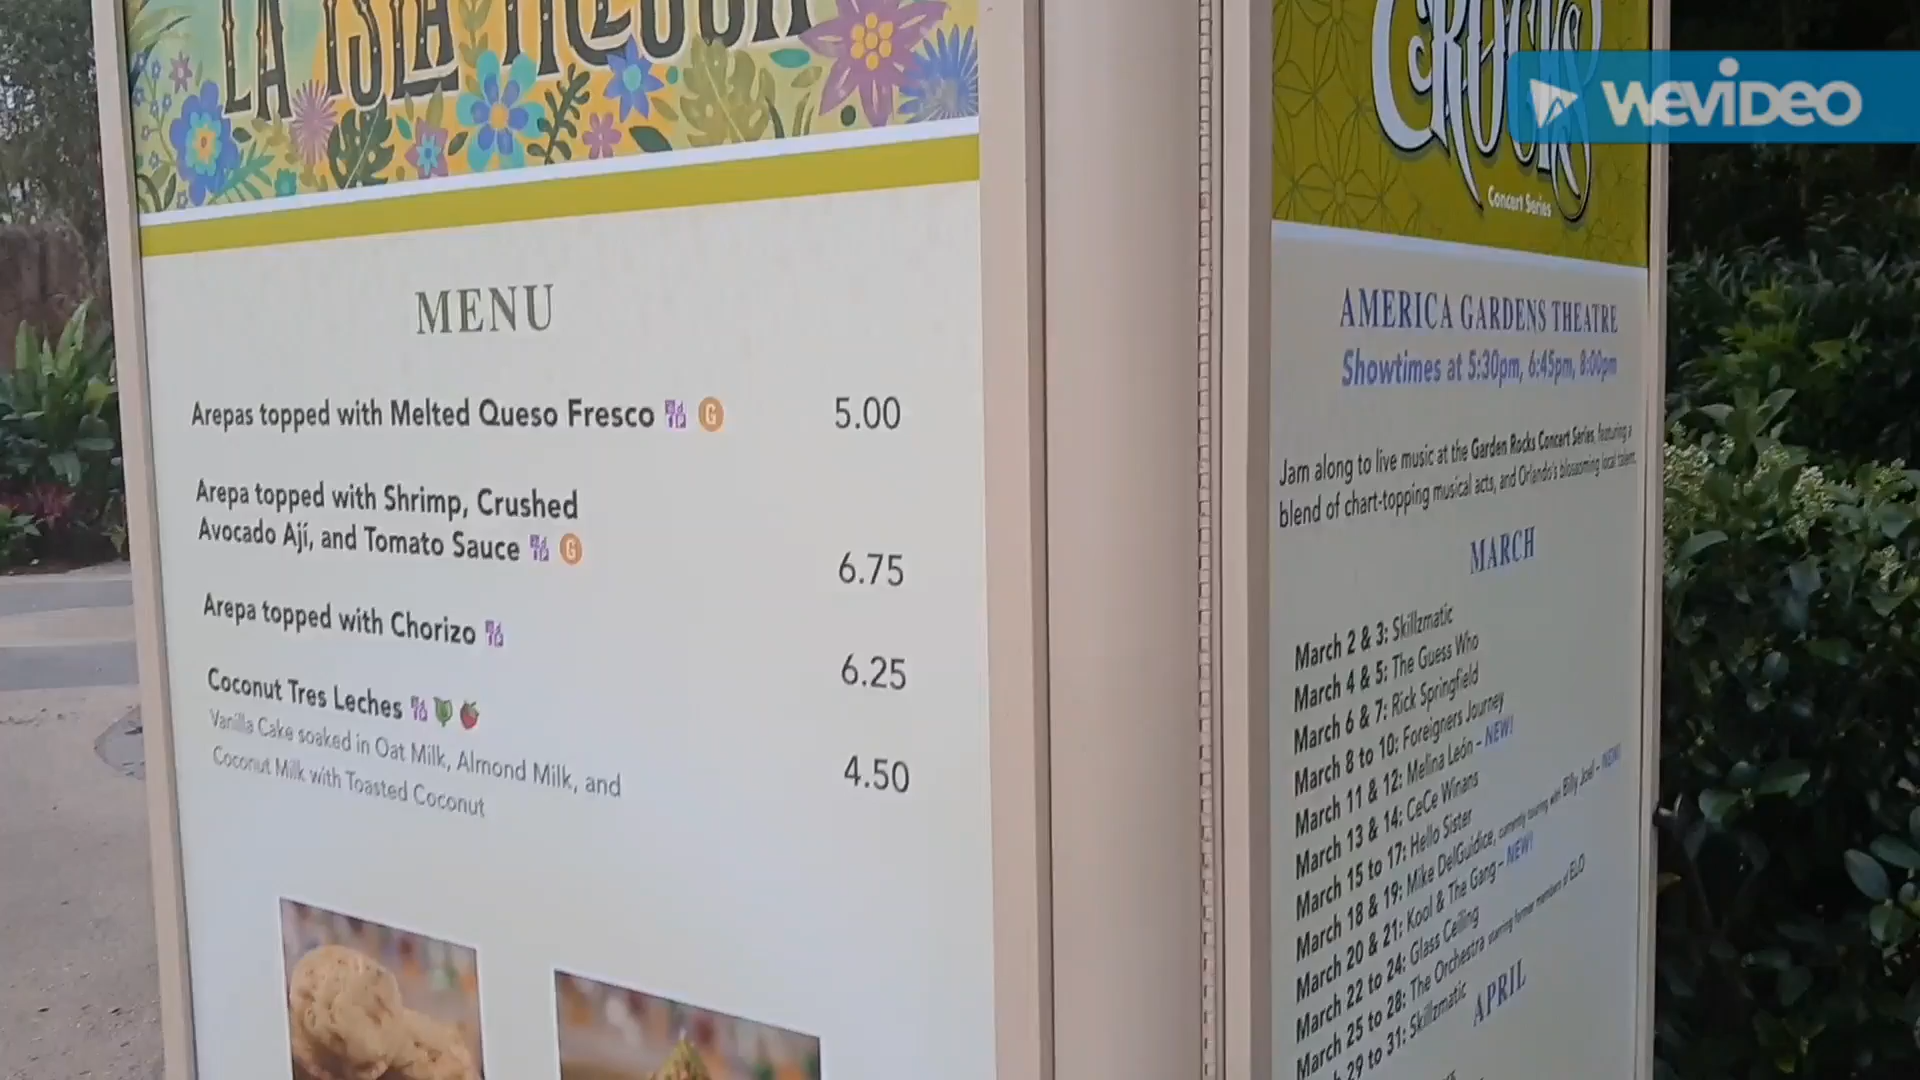 LA ISLA
MENU
Arepas topped with Melted Queso Fresco G 5.00
Arepa topped with Shrimp, Crushed
Avocado Ají, and Tomato Sauce G 6.75
Arepa topped with Chorizo 6.25
Coconut Tres Leches
Vanilla Cake soaked in Oat Milk, Almond Milk, and
Coconut Milk with Toasted Coconut 4.50
ROCKS
Concert Series
WEVIDEO
AMERICA GARDENS THEATRE
Showtimes at 5:30pm, 6:45pm, 8:00pm
Jam along to live music at the Garden Rocks Concert Series, featuring a
blend of chart-topping musical acts, and Orlando's blossoming local talent.
MARCH
March 2 & 3: Skillzmatic
March 4 & 5: The Guess Who
March 6 & 7: Rick Springfield
March 8 to 10: Foreigners Journey
March 11 & 12: Melina León – NEW!
March 13 & 14: CeCe Winans
March 15 to 17: Hello Sister
March 18 & 19: Mike DelGuidice, currently touring with Billy Joel – NEW!
March 20 & 21: Kool & The Gang – NEW!
March 22 to 24: Glass Ceiling
March 25 to 28: The Orchestra starring former members of ELO
29 to 31: Skillzmatic
APRIL